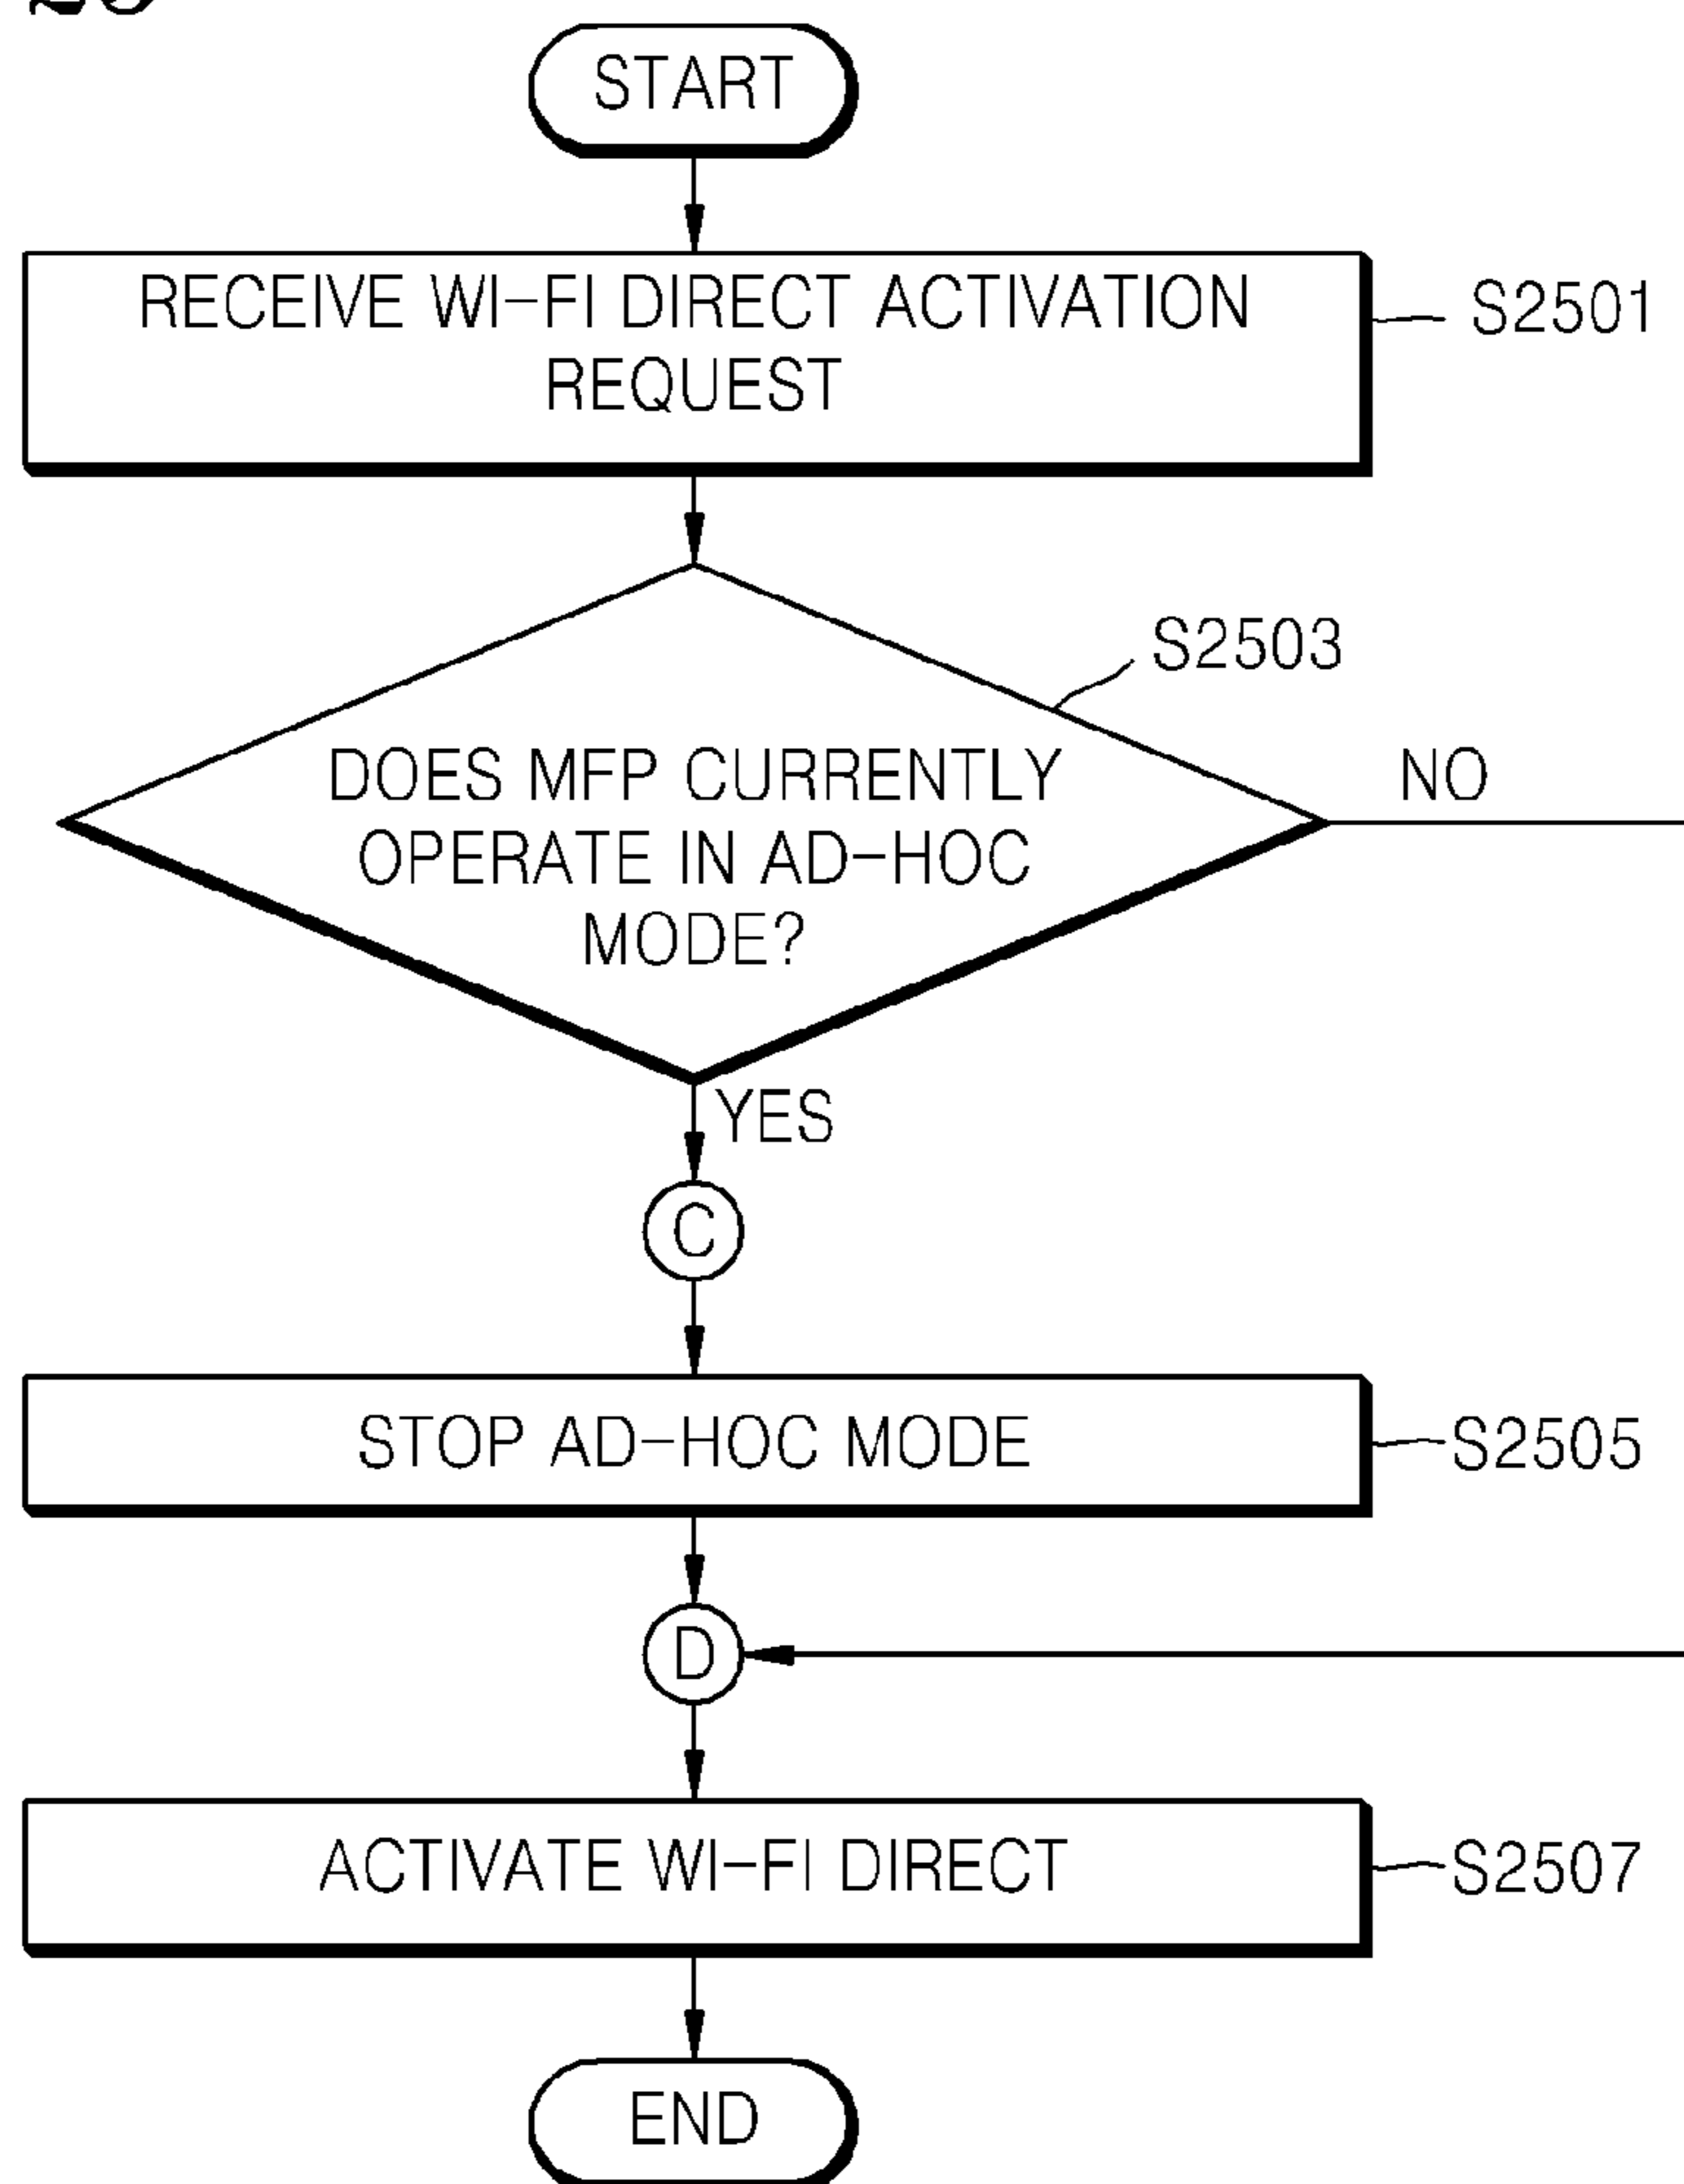 START
RECEIVE WI-FI DIRECT ACTIVATION
REQUEST
S2501
S2503
DOES MFP CURRENTLY
OPERATE IN AD-HOC
MODE?
NO
YES
C
STOP AD-HOC MODE
S2505
D
ACTIVATE WI-FI DIRECT
S2507
END